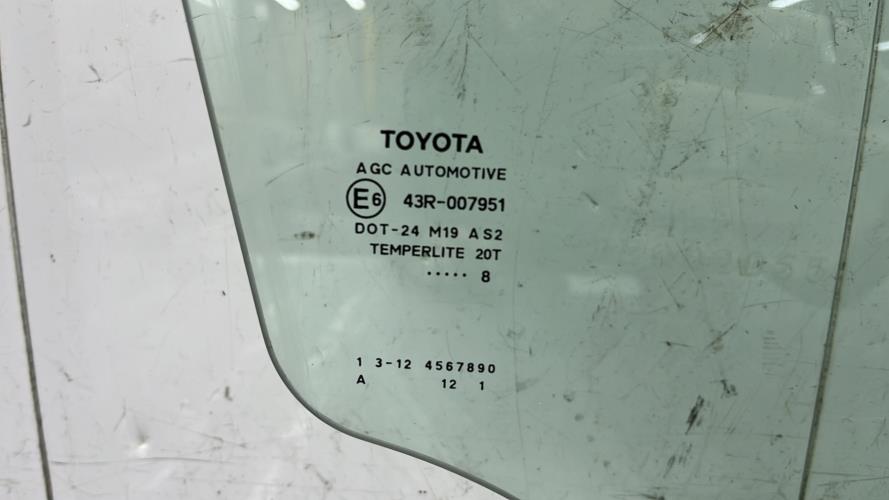 TOYOTA
AGC AUTOMOTIVE
E6 43R-007951
DOT-24 M19 AS2
TEMPERLITE 20T
····· 8
1 3-12 4567890
A 12 1